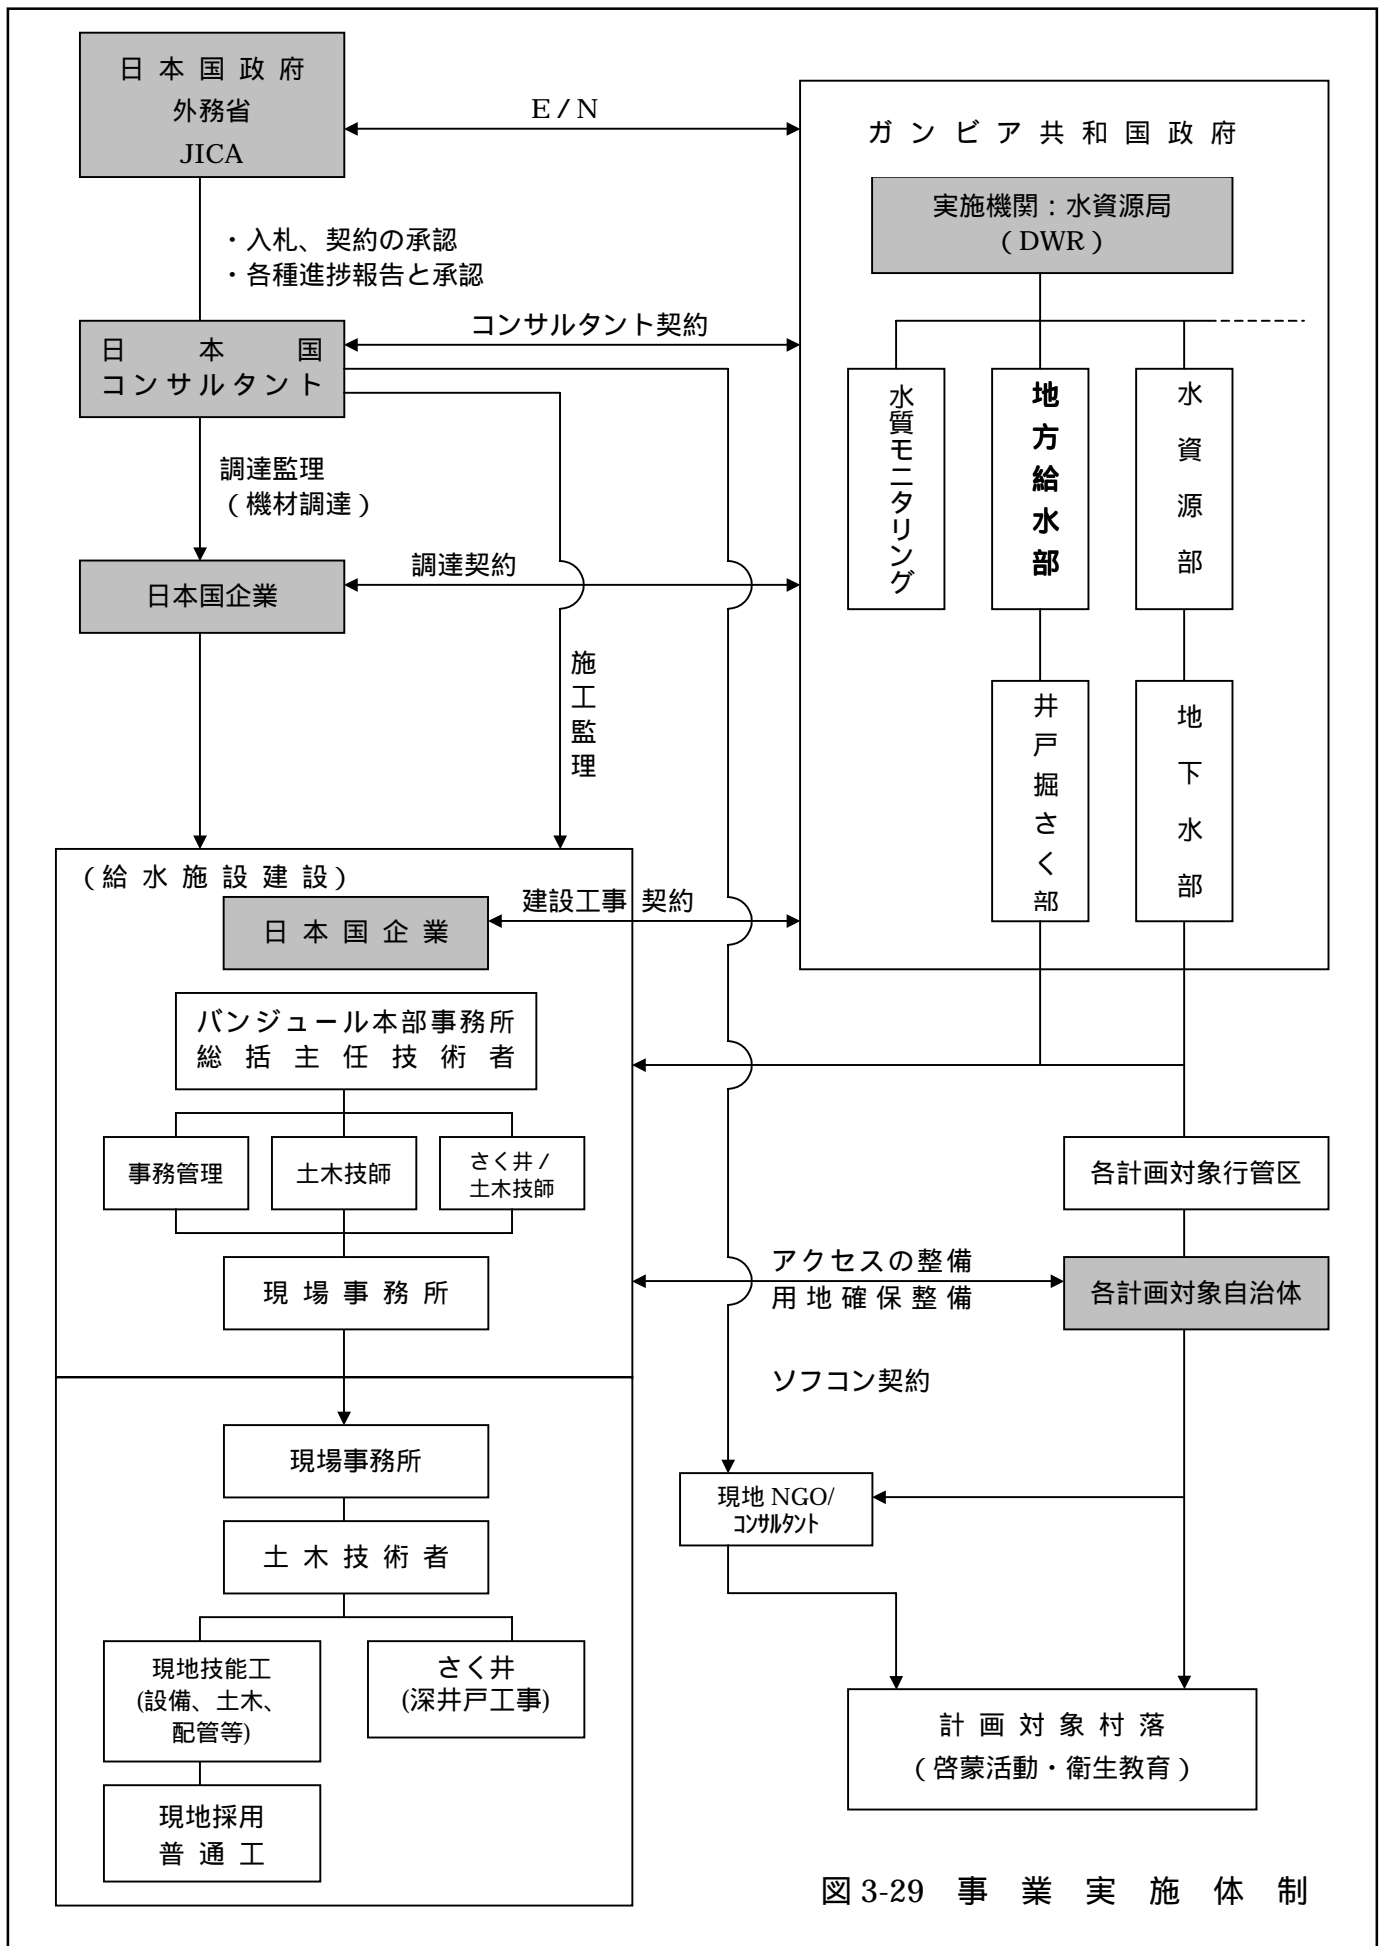 日本国政府
外務省
JICA
E/N
ガンビア共和国政府
実施機関：水資源局
（DWR）
・入札、契約の承認
・各種進捗報告と承認
日本国
コンサルタント
コンサルタント契約
水質モニタリング
地方給水部
水資源部
調達監理
（機材調達）
日本国企業
調達契約
施工監理
井戸掘さく部
地下水部
（給水施設建設）
日本国企業
建設工事 契約
バンジュール本部事務所
総括主任技術者
事務管理
土木技師
さく井/
土木技師
各計画対象行管区
現場事務所
アクセスの整備
用地確保整備
各計画対象自治体
ソフコン契約
現場事務所
現地 NGO/
コンサルタント
土木技術者
現地技能工
(設備、土木、
配管等)
さく井
(深井戸工事)
計画対象村落
（啓蒙活動・衛生教育）
現地採用
普通工
図 3-29 事業実施体制